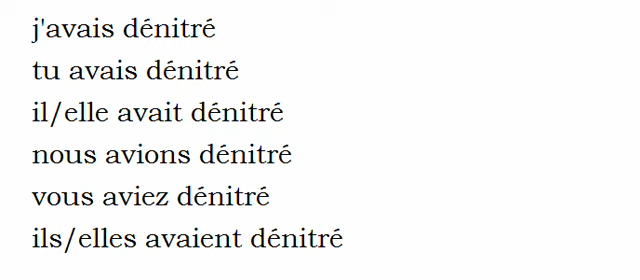 j'avais dénitré
tu avais dénitré
il/elle avait dénitré
nous avions dénitré
vous aviez dénitré
ils/elles avaient dénitré